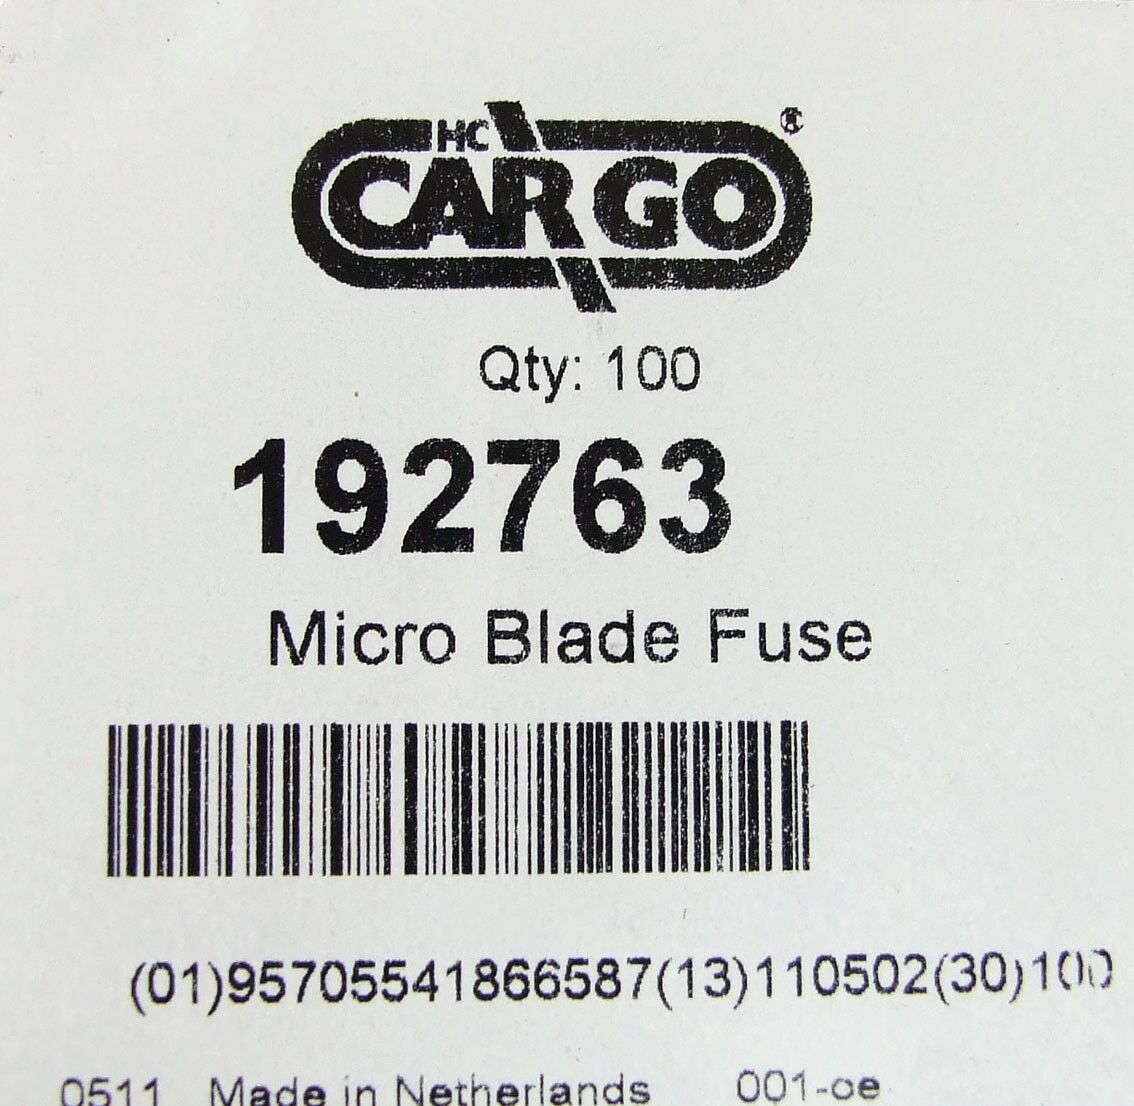 HC
CARGO®
Qty: 100
192763
Micro Blade Fuse
(01)95705541866587(13)110502(30)100
0511 Made in Netherlands 001-oe